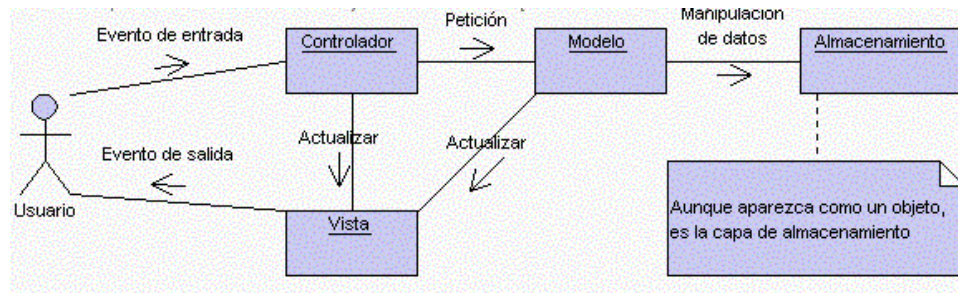 Evento de entrada
Controlador
Petición
Modelo
Manipulacion
de datos
Almacenamiento
Actualizar
Actualizar
Evento de salida
Usuario
Vista
Aunque aparezca como un objeto,
es la capa de almacenamiento